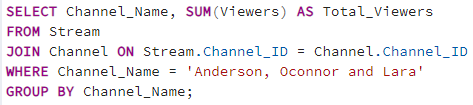 SELECT Channel_Name, SUM(Viewers) AS Total_Viewers
FROM Stream
JOIN Channel ON Stream.Channel_ID = Channel.Channel_ID
WHERE Channel_Name = 'Anderson, Oconnor and Lara'
GROUP BY Channel_Name;